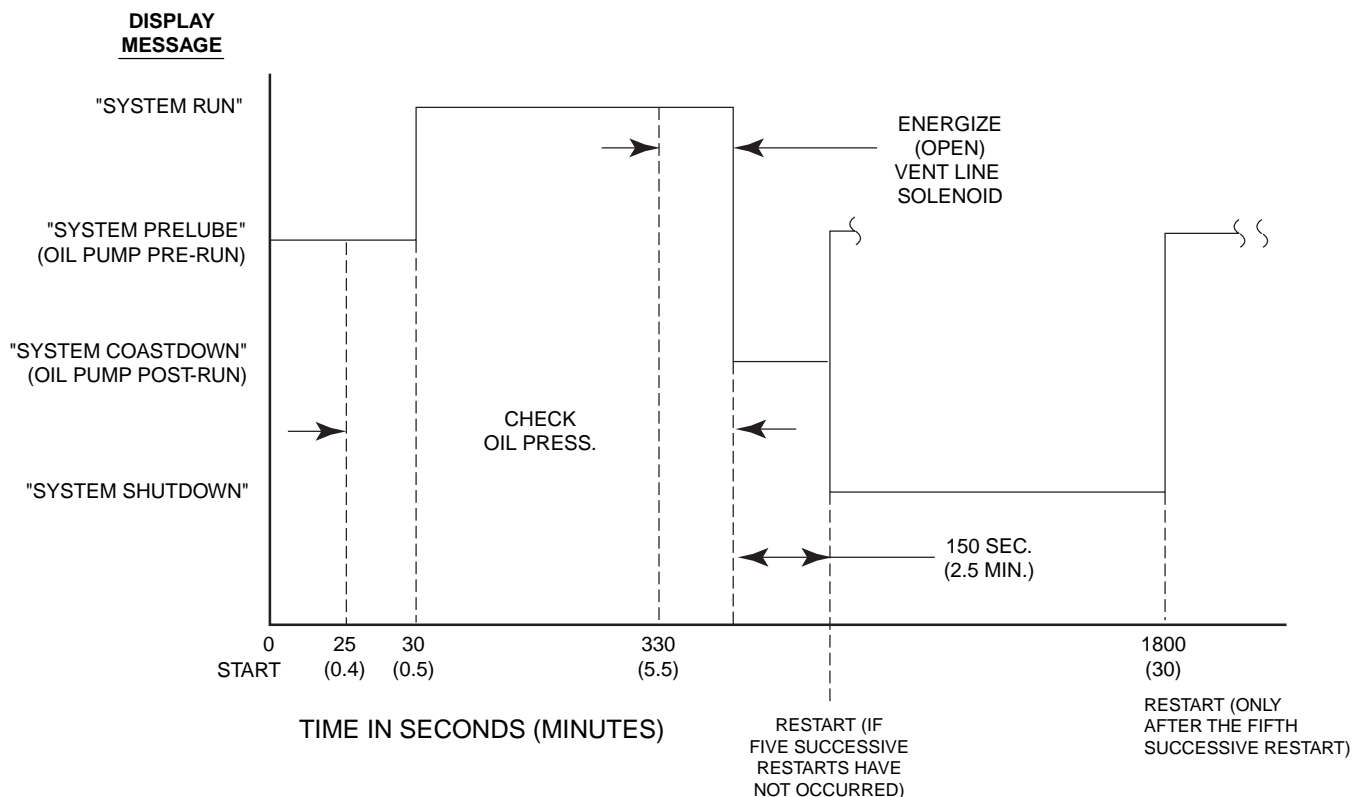 DISPLAY
MESSAGE
"SYSTEM RUN"
ENERGIZE
(OPEN)
VENT LINE
SOLENOID
"SYSTEM PRELUBE"
(OIL PUMP PRE-RUN)
"SYSTEM COASTDOWN"
(OIL PUMP POST-RUN)
CHECK
OIL PRESS.
"SYSTEM SHUTDOWN"
150 SEC.
(2.5 MIN.)
0 25 30 330 1800
START (0.4) (0.5) (5.5) (30)
TIME IN SECONDS (MINUTES)
RESTART (IF
FIVE SUCCESSIVE
RESTARTS HAVE
NOT OCCURRED)
RESTART (ONLY
AFTER THE FIFTH
SUCCESSIVE RESTART)